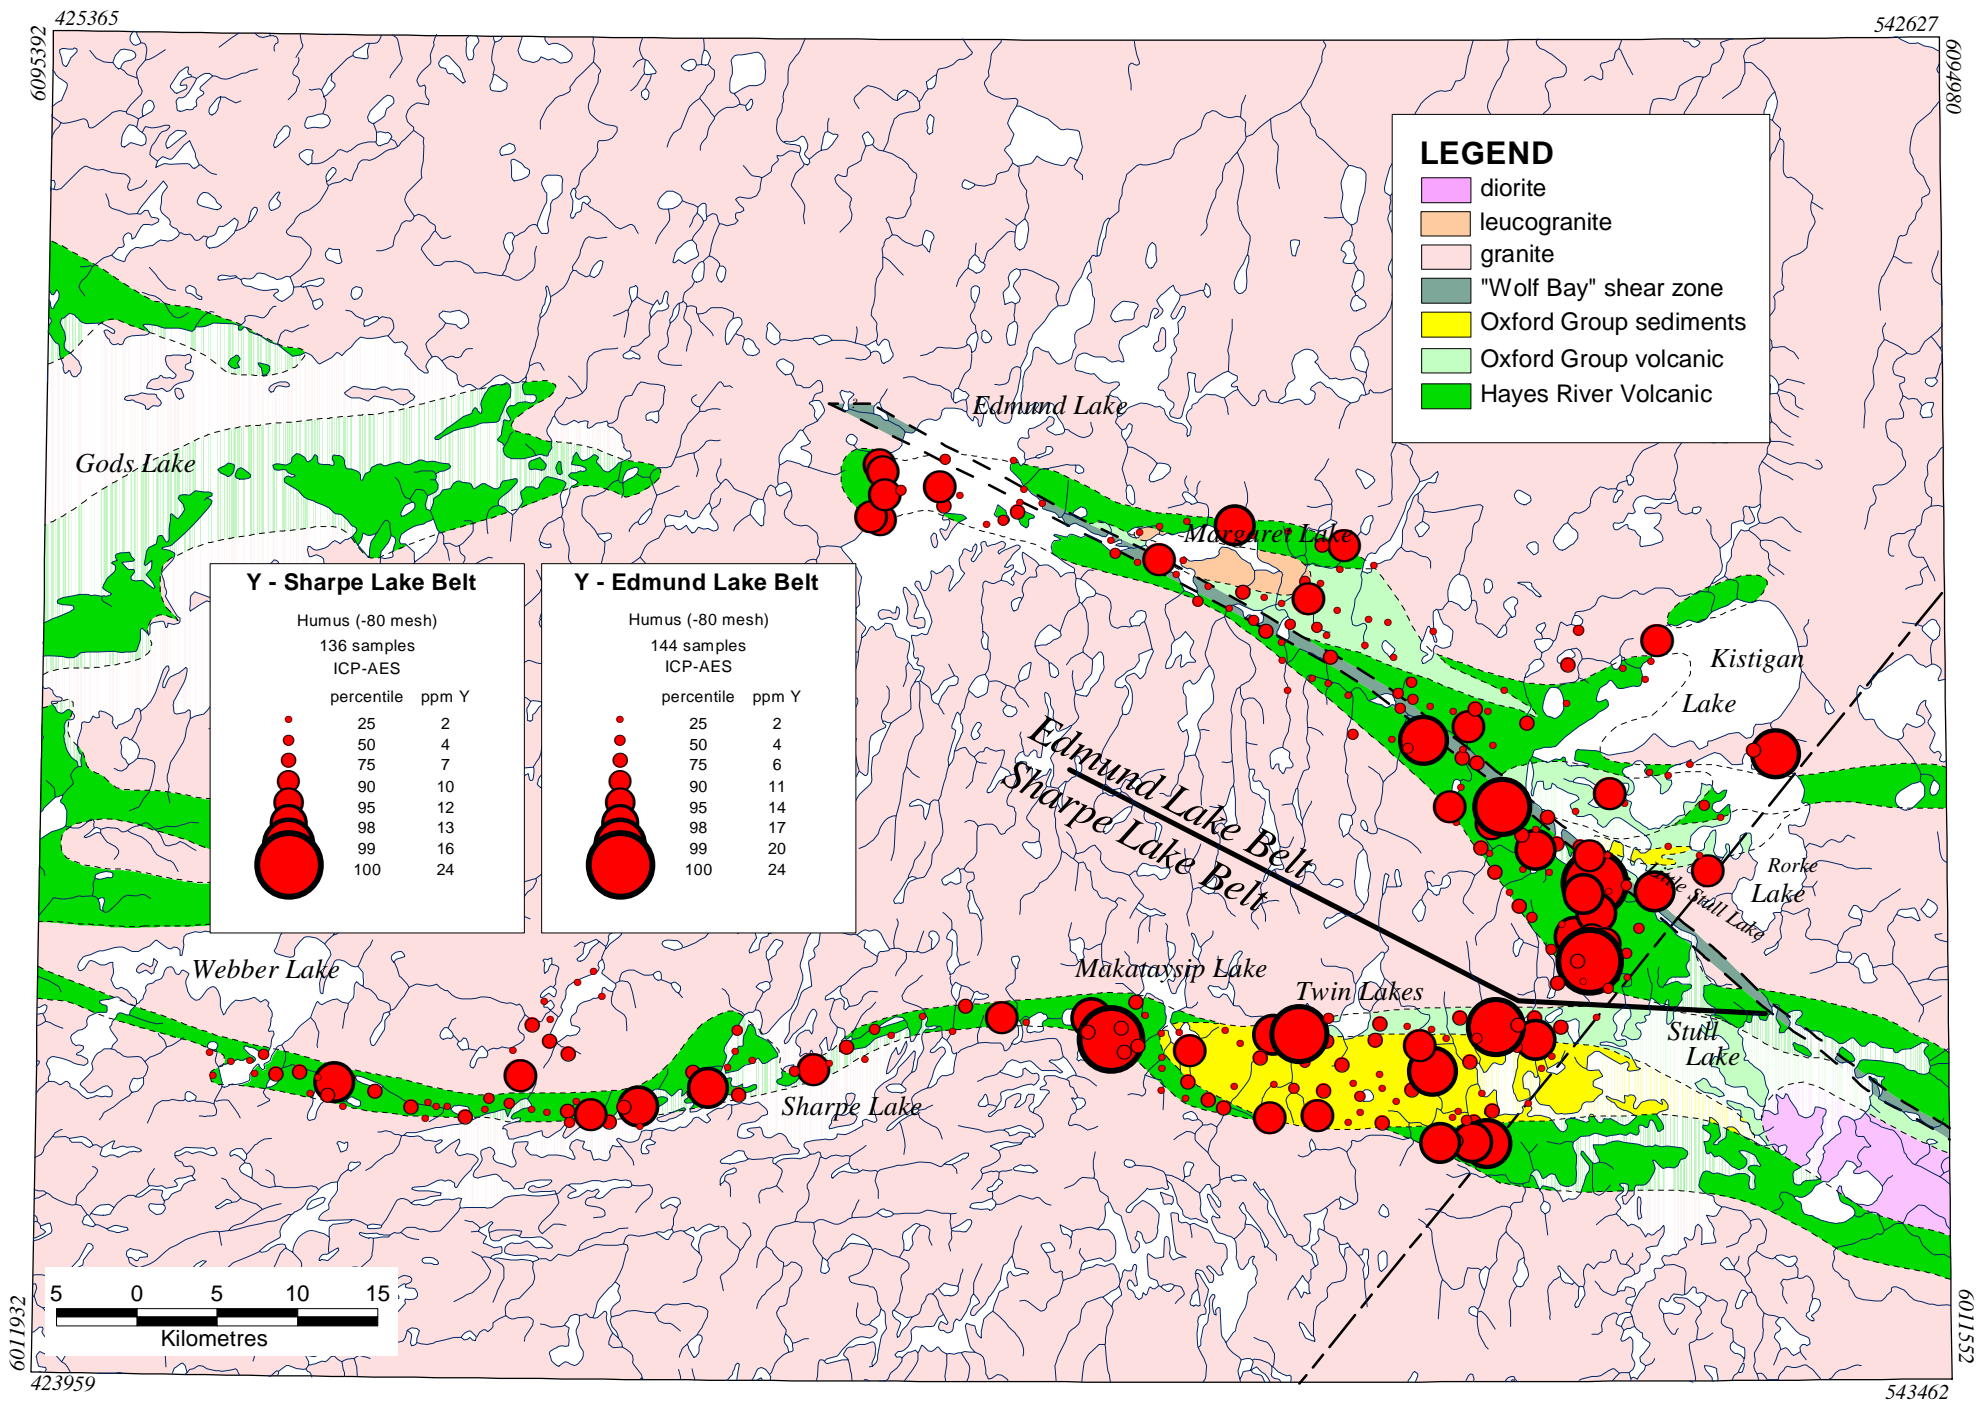 425365
542627
6095392
6094980
LEGEND
diorite
leucogranite
granite
"Wolf Bay" shear zone
Oxford Group sediments
Oxford Group volcanic
Hayes River Volcanic
Edmund Lake
Gods Lake
Margaret Lake
Y - Sharpe Lake Belt
Humus (-80 mesh)
136 samples
ICP-AES
percentile ppm Y
25 2
50 4
75 7
90 10
95 12
98 13
99 16
100 24
Y - Edmund Lake Belt
Humus (-80 mesh)
144 samples
ICP-AES
percentile ppm Y
25 2
50 4
75 6
90 11
95 14
98 17
99 20
100 24
Kistigan
Lake
Edmund Lake Belt
Sharpe Lake Belt
Rorke
Lake
Little Stull Lake
Webber Lake
Makataysip Lake
Twin Lakes
Stull
Lake
Sharpe Lake
5 0 5 10 15
Kilometres
6011932
6011552
423959
543462